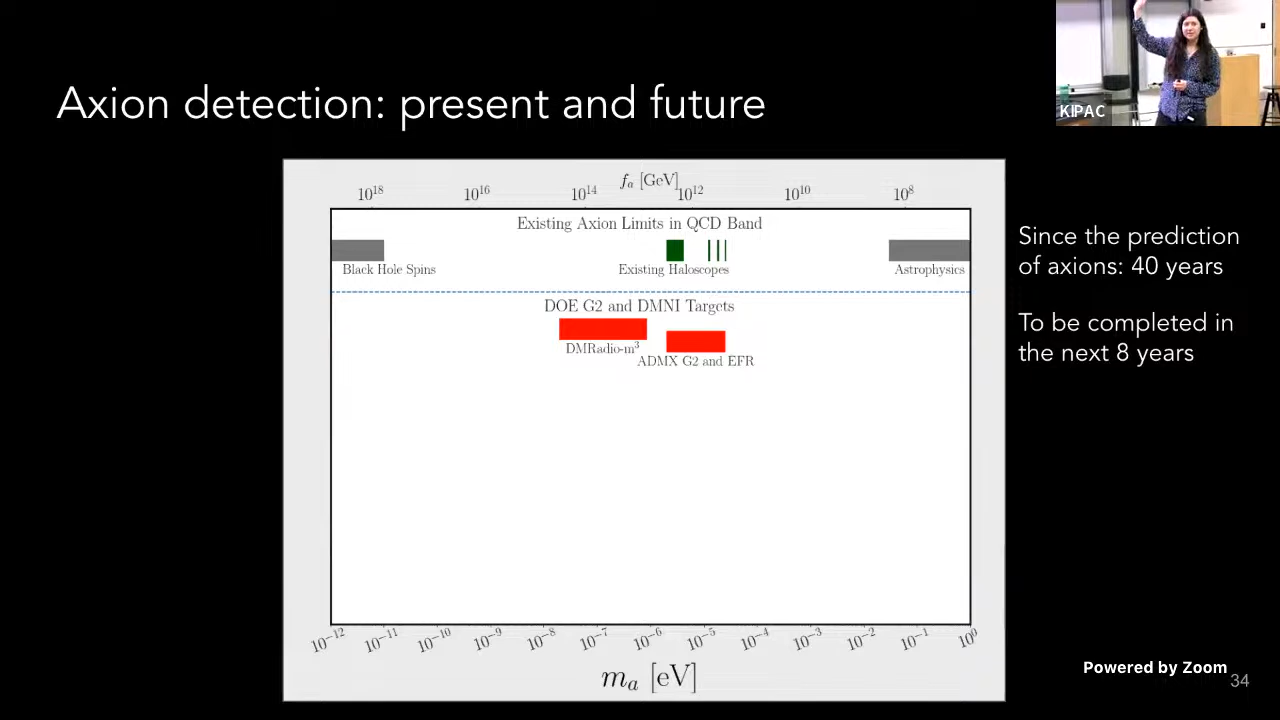 Axion detection: present and future
KIPAC
f_a [GeV]
10^18 10^16 10^14 10^12 10^10 10^8
Existing Axion Limits in QCD Band
Black Hole Spins
Existing Haloscopes
Astrophysics
DOE G2 and DMNI Targets
DMRadio-m^3
ADMX G2 and EFR
10^−12 10^−11 10^−10 10^−9 10^−8 10^−7 10^−6 10^−5 10^−4 10^−3 10^−2 10^−1 10^0
m_a [eV]
Since the prediction
of axions: 40 years
To be completed in
the next 8 years
Powered by Zoom
34